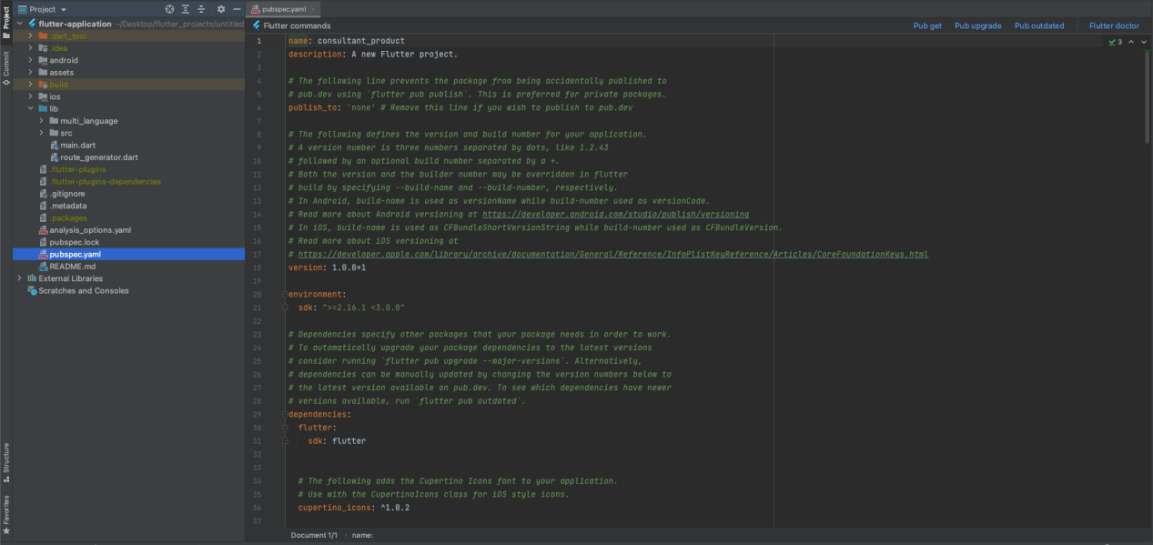 Project
pubspec.yaml
flutter-application ~/Desktop/flutter_projects/untitled
.dart_tool
.idea
android
assets
build
ios
lib
multi_language
src
main.dart
route_generator.dart
.flutter-plugins
.flutter-plugins-dependencies
.gitignore
.metadata
.packages
analysis_options.yaml
pubspec.lock
pubspec.yaml
README.md
External Libraries
Scratches and Consoles
Project
Commit
Structure
Favorites
Flutter commands
Pub get
Pub upgrade
Pub outdated
Flutter doctor
3
1 name: consultant_product
2 description: A new Flutter project.
3
4 # The following line prevents the package from being accidentally published to
5 # pub.dev using `flutter pub publish`. This is preferred for private packages.
6 publish_to: 'none' # Remove this line if you wish to publish to pub.dev
7
8 # The following defines the version and build number for your application.
9 # A version number is three numbers separated by dots, like 1.2.43
10 # followed by an optional build number separated by a +.
11 # Both the version and the builder number may be overridden in flutter
12 # build by specifying --build-name and --build-number, respectively.
13 # In Android, build-name is used as versionName while build-number used as versionCode.
14 # Read more about Android versioning at https://developer.android.com/studio/publish/versioning
15 # In iOS, build-name is used as CFBundleShortVersionString while build-number used as CFBundleVersion.
16 # Read more about iOS versioning at
17 # https://developer.apple.com/library/archive/documentation/General/Reference/InfoPlistKeyReference/Articles/CoreFoundationKeys.html
18 version: 1.0.0+1
19
20 environment:
21 sdk: ">=2.16.1 <3.0.0"
22
23 # Dependencies specify other packages that your package needs in order to work.
24 # To automatically upgrade your package dependencies to the latest versions
25 # consider running `flutter pub upgrade --major-versions`. Alternatively,
26 # dependencies can be manually updated by changing the version numbers below to
27 # the latest version available on pub.dev. To see which dependencies have newer
28 # versions available, run `flutter pub outdated`.
29 dependencies:
30 flutter:
31 sdk: flutter
32
33
34 # The following adds the Cupertino Icons font to your application.
35 # Use with the CupertinoIcons class for iOS style icons.
36 cupertino_icons: ^1.0.2
37
Document 1/1 › name: